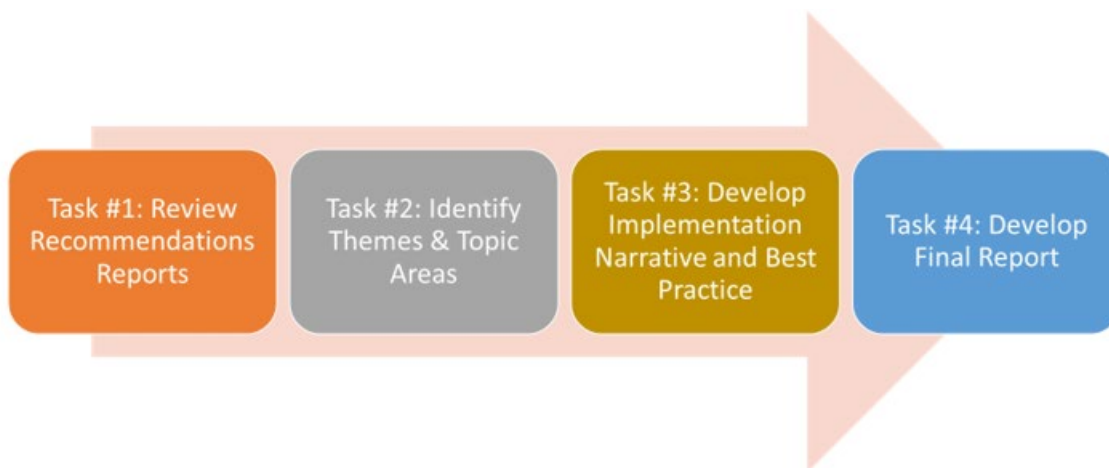 Task #1: Review
Recommendations
Reports
Task #2: Identify
Themes & Topic
Areas
Task #3: Develop
Implementation
Narrative and Best
Practice
Task #4: Develop
Final Report